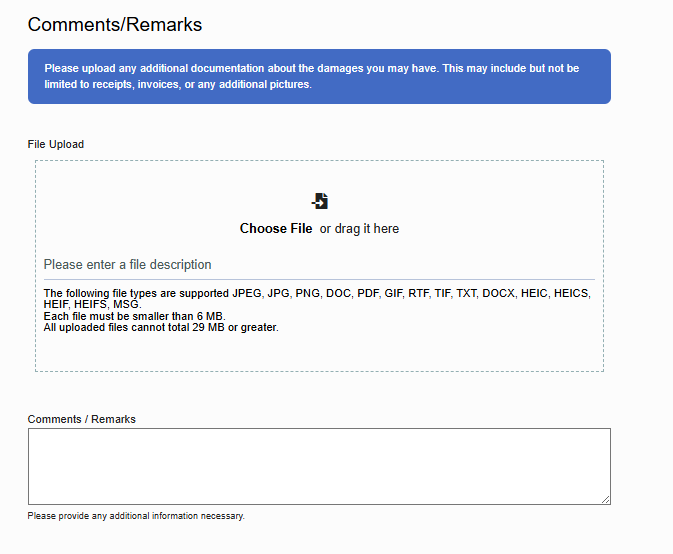 Comments/Remarks
Please upload any additional documentation about the damages you may have. This may include but not be
limited to receipts, invoices, or any additional pictures.
File Upload
Choose File or drag it here
Please enter a file description
The following file types are supported JPEG, JPG, PNG, DOC, PDF, GIF, RTF, TIF, TXT, DOCX, HEIC, HEICS,
HEIF, HEIFS, MSG.
Each file must be smaller than 6 MB.
All uploaded files cannot total 29 MB or greater.
Comments / Remarks
Please provide any additional information necessary.